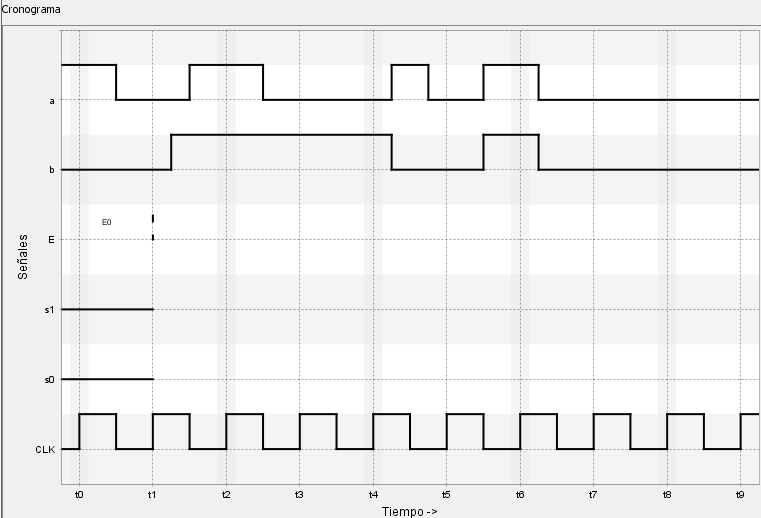 Cronograma
a
b
E0
E
s1
s0
CLK
Señales
t0 t1 t2 t3 t4 t5 t6 t7 t8 t9
Tiempo ->